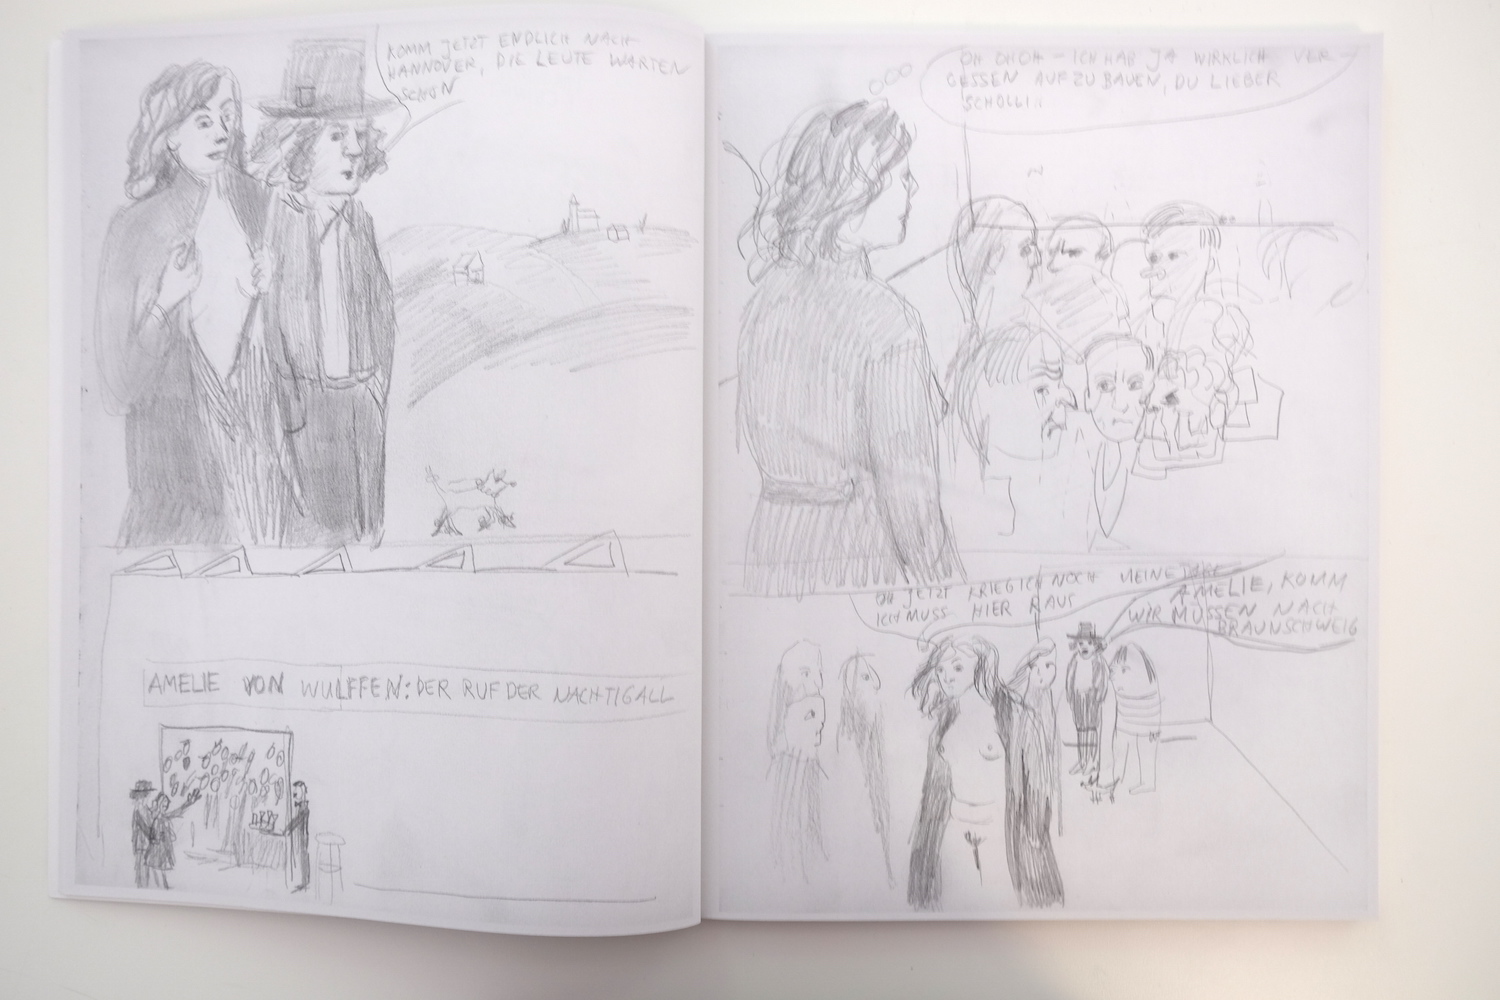 KOMM JETZT ENDLICH NACH
HANNOVER, DIE LEUTE WARTEN
SCHON
AMELIE VON WULFFEN: DER RUF DER NACHTIGALL
OH OHOH – ICH HAB JA WIRKLICH VER-
GESSEN AUFZUBAUEN, DU LIEBER
SCHOLLI!!
OH JETZT KRIEG ICH NOCH MEINE TAGE
ICH MUSS HIER RAUS
AMELIE, KOMM
WIR MÜSSEN NACH
BRAUNSCHWEIG